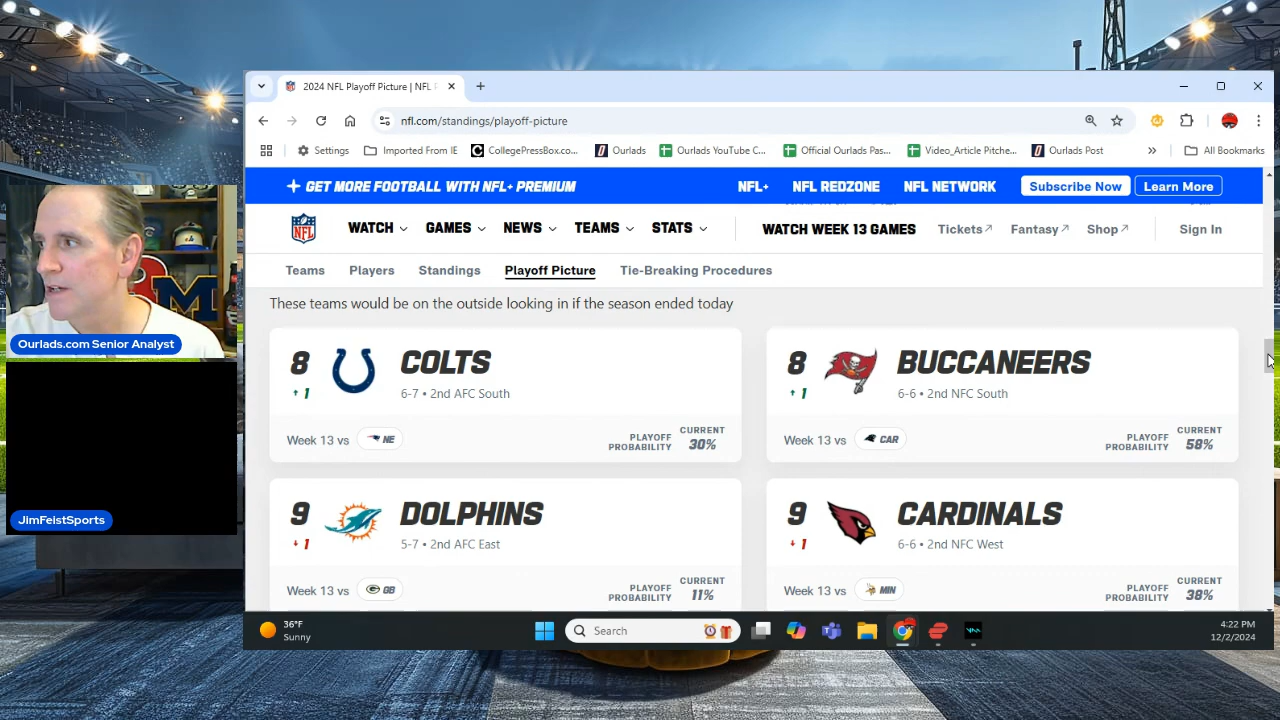 2024 NFL Playoff Picture | NFL
nfl.com/standings/playoff-picture
Settings
Imported From IE
CollegePressBox.co...
Ourlads
Ourlads YouTube C...
Official Ourlads Pas...
Video_Article Pitche...
Ourlads Post
All Bookmarks
GET MORE FOOTBALL WITH NFL+ PREMIUM
NFL+
NFL REDZONE
NFL NETWORK
Subscribe Now
Learn More
NFL
WATCH
GAMES
NEWS
TEAMS
STATS
WATCH WEEK 13 GAMES
Tickets
Fantasy
Shop
Sign In
Teams
Players
Standings
Playoff Picture
Tie-Breaking Procedures
These teams would be on the outside looking in if the season ended today
8
↑ 1
COLTS
6-7 • 2nd AFC South
Week 13 vs
NE
PLAYOFF
PROBABILITY
CURRENT
30%
8
↑ 1
BUCCANEERS
6-6 • 2nd NFC South
Week 13 vs
CAR
PLAYOFF
PROBABILITY
CURRENT
58%
9
↓ 1
DOLPHINS
5-7 • 2nd AFC East
Week 13 vs
GB
PLAYOFF
PROBABILITY
CURRENT
11%
9
↓ 1
CARDINALS
6-6 • 2nd NFC West
Week 13 vs
MIN
PLAYOFF
PROBABILITY
CURRENT
38%
Ourlads.com Senior Analyst
JimFeistSports
36°F
Sunny
Search
4:22 PM
12/2/2024